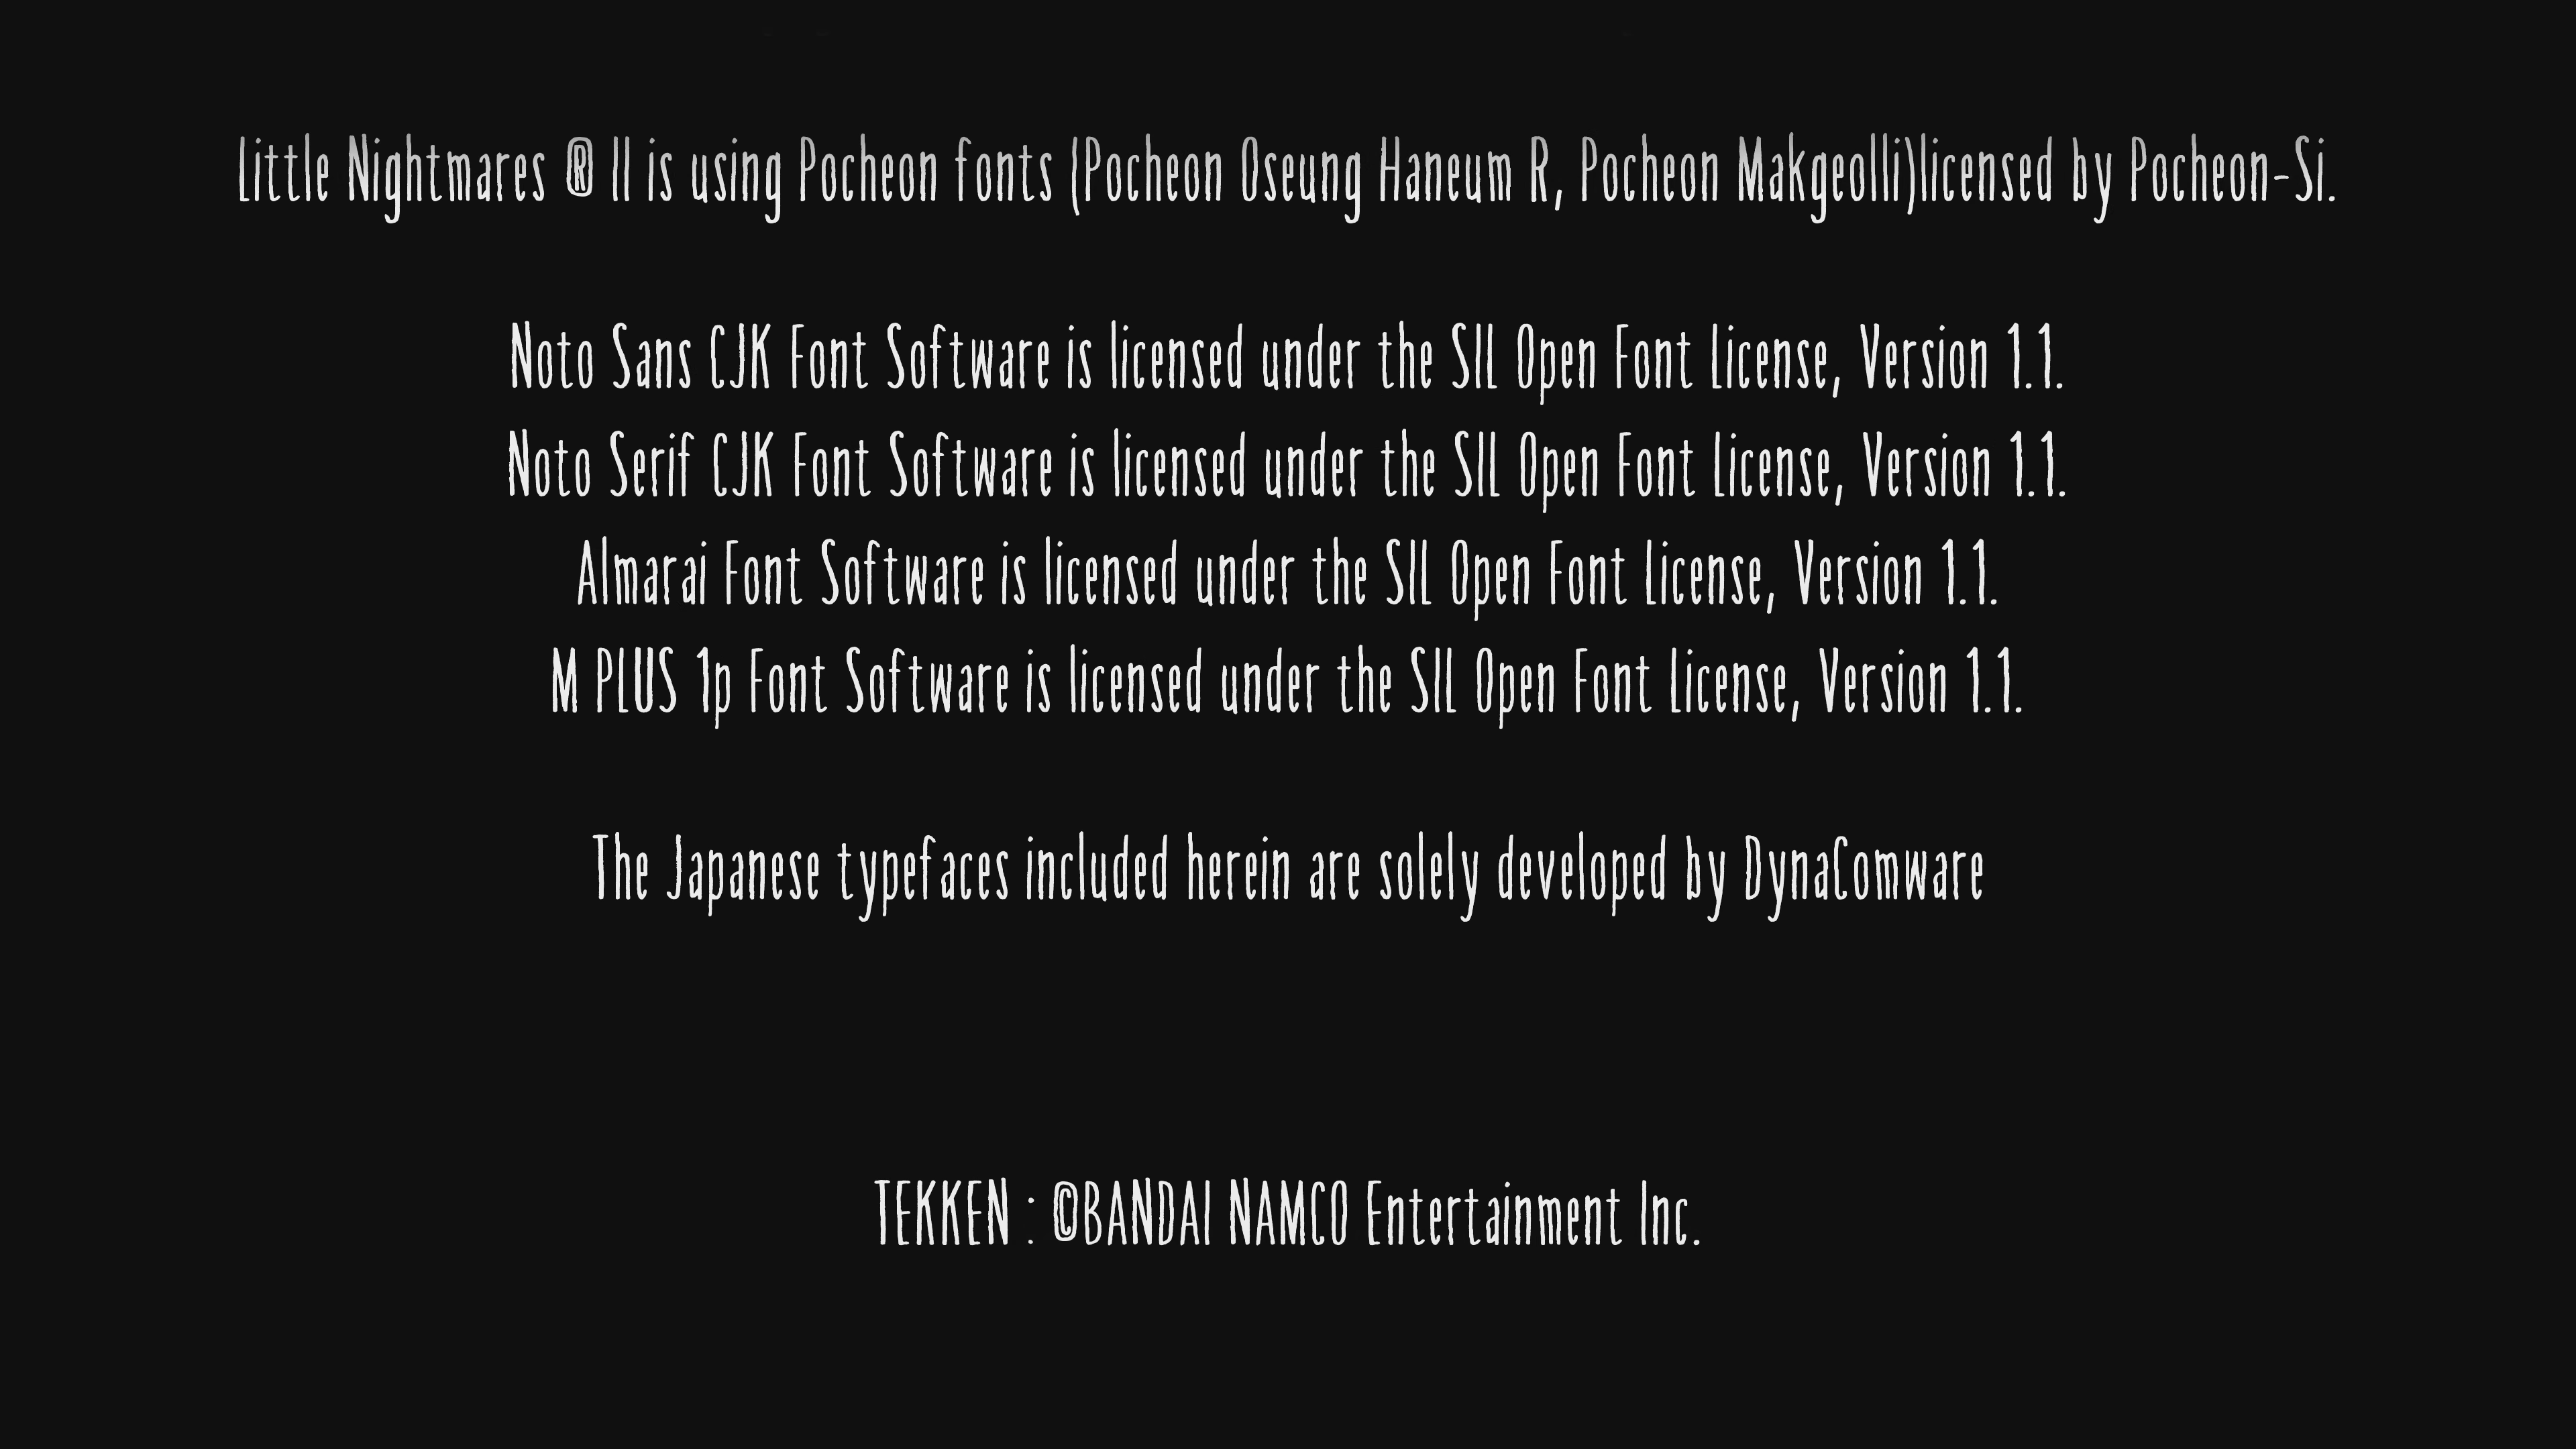 Little Nightmares ® II is using Pocheon fonts (Pocheon Oseung Haneum R, Pocheon Makgeolli)licensed by Pocheon-Si.
Noto Sans CJK Font Software is licensed under the SIL Open Font License, Version 1.1.
Noto Serif CJK Font Software is licensed under the SIL Open Font License, Version 1.1.
Almarai Font Software is licensed under the SIL Open Font License, Version 1.1.
M PLUS 1p Font Software is licensed under the SIL Open Font License, Version 1.1.
The Japanese typefaces included herein are solely developed by DynaComware
TEKKEN : ©BANDAI NAMCO Entertainment Inc.